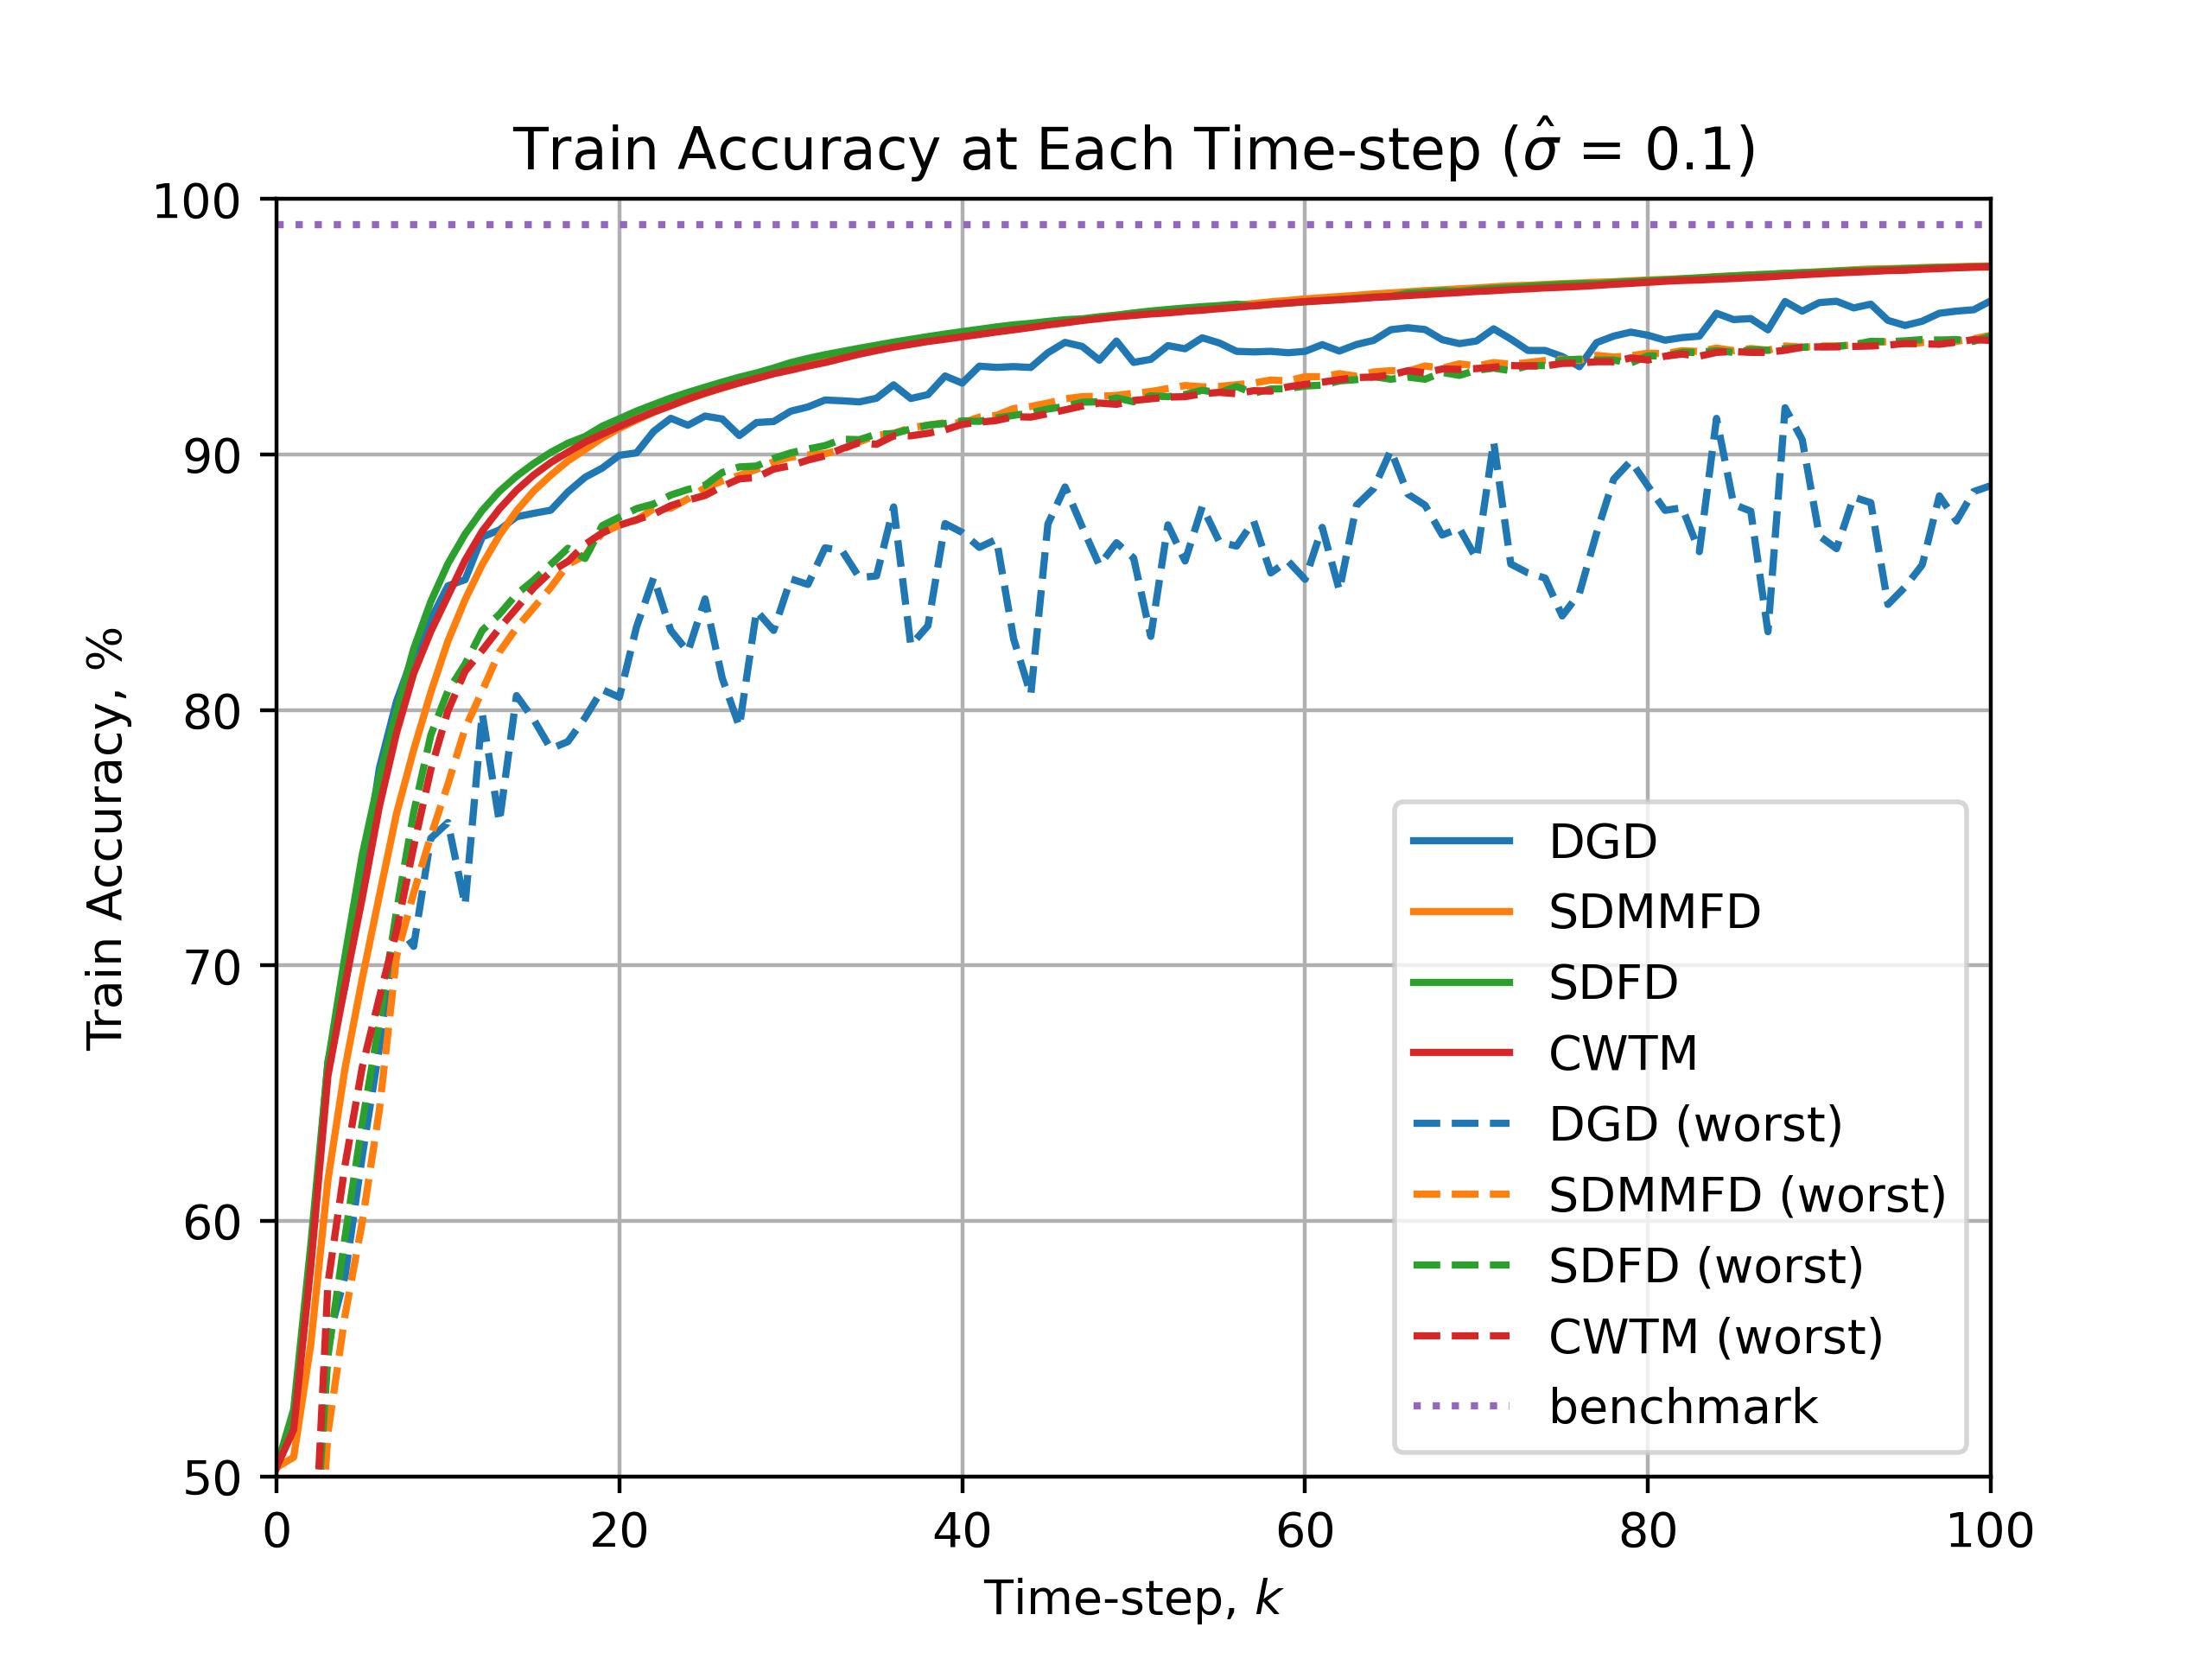 Train Accuracy at Each Time-step (σ̂ = 0.1)
100
90
80
70
60
50
Train Accuracy, %
0 20 40 60 80 100
Time-step, k
DGD
SDMMFD
SDFD
CWTM
DGD (worst)
SDMMFD (worst)
SDFD (worst)
CWTM (worst)
benchmark